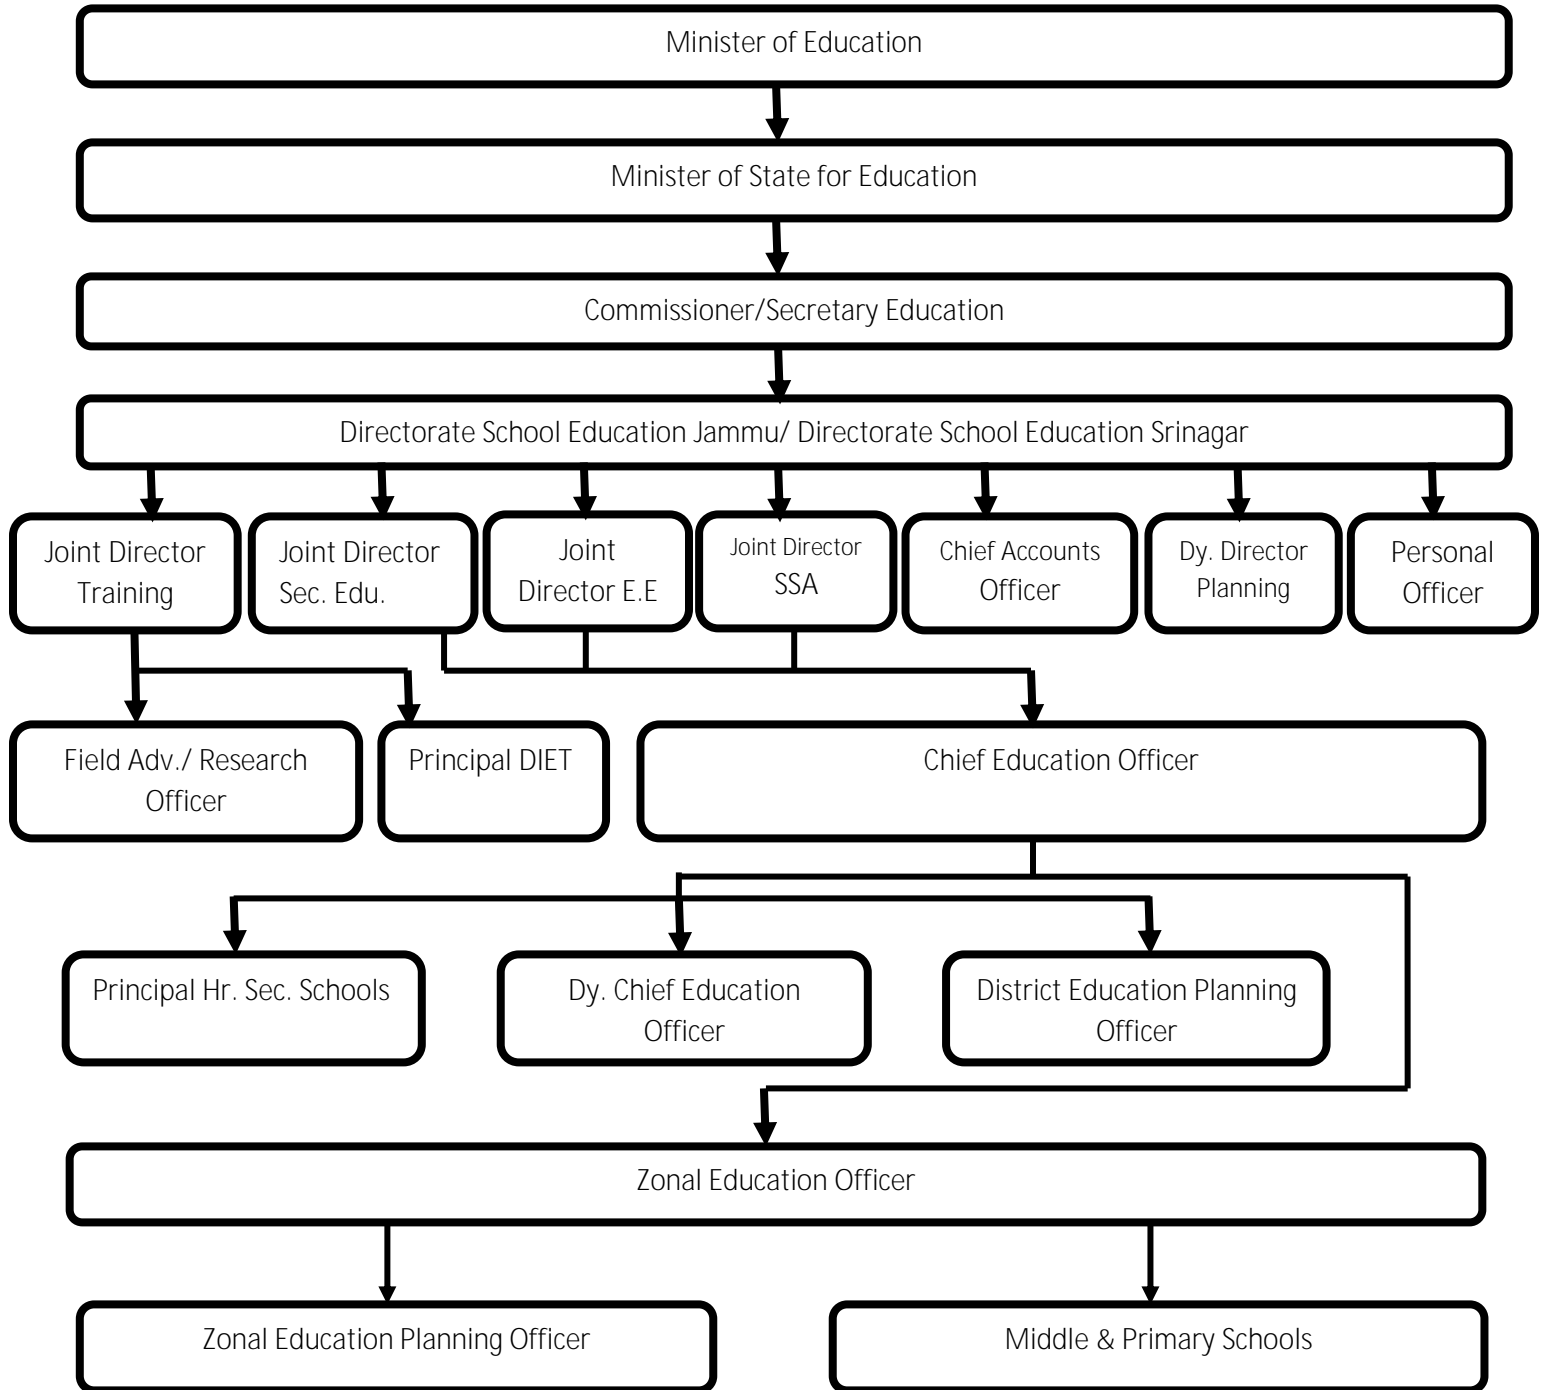 Minister of Education
Minister of State for Education
Commissioner/Secretary Education
Directorate School Education Jammu/ Directorate School Education Srinagar
Joint Director
Training
Joint Director
Sec. Edu.
Joint
Director E.E
Joint Director
SSA
Chief Accounts
Officer
Dy. Director
Planning
Personal
Officer
Field Adv./ Research
Officer
Principal DIET
Chief Education Officer
Principal Hr. Sec. Schools
Dy. Chief Education
Officer
District Education Planning
Officer
Zonal Education Officer
Zonal Education Planning Officer
Middle & Primary Schools